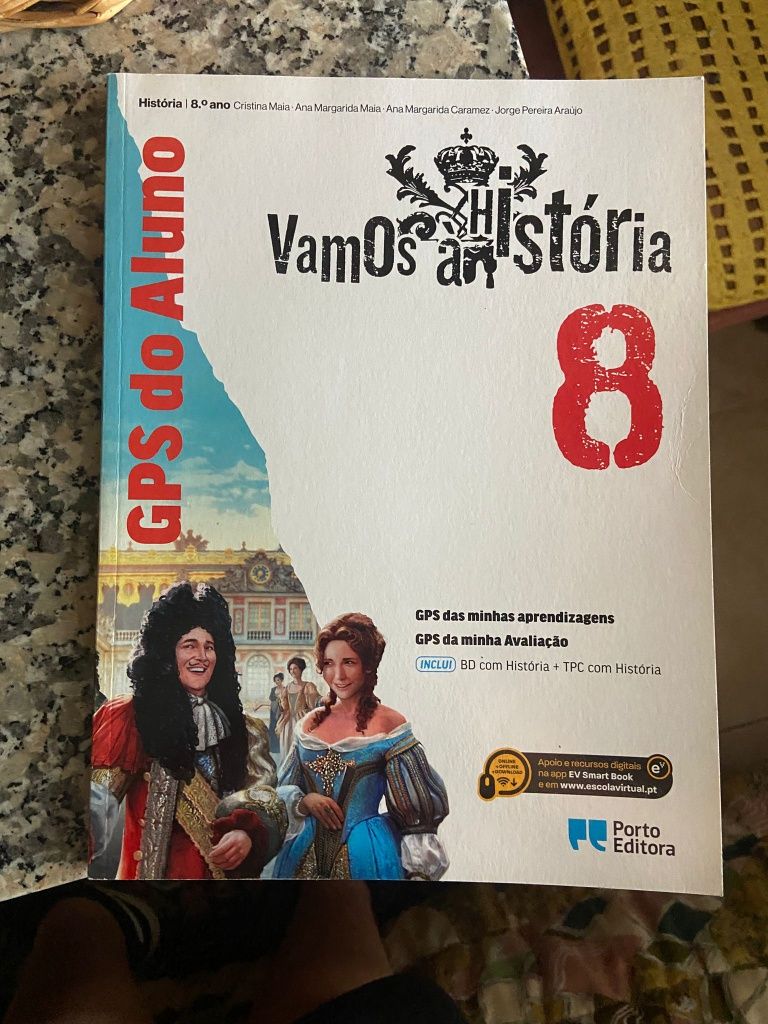 História | 8.º ano Cristina Maia · Ana Margarida Maia · Ana Margarida Caramez · Jorge Pereira Araújo
GPS do Aluno
Vamos à História
8
GPS das minhas aprendizagens
GPS da minha Avaliação
INCLUI BD com História + TPC com História
ONLINE
+OFFLINE
+DOWNLOAD
Apoio e recursos digitais
na app EV Smart Book
e em www.escolavirtual.pt
ev
Porto
Editora